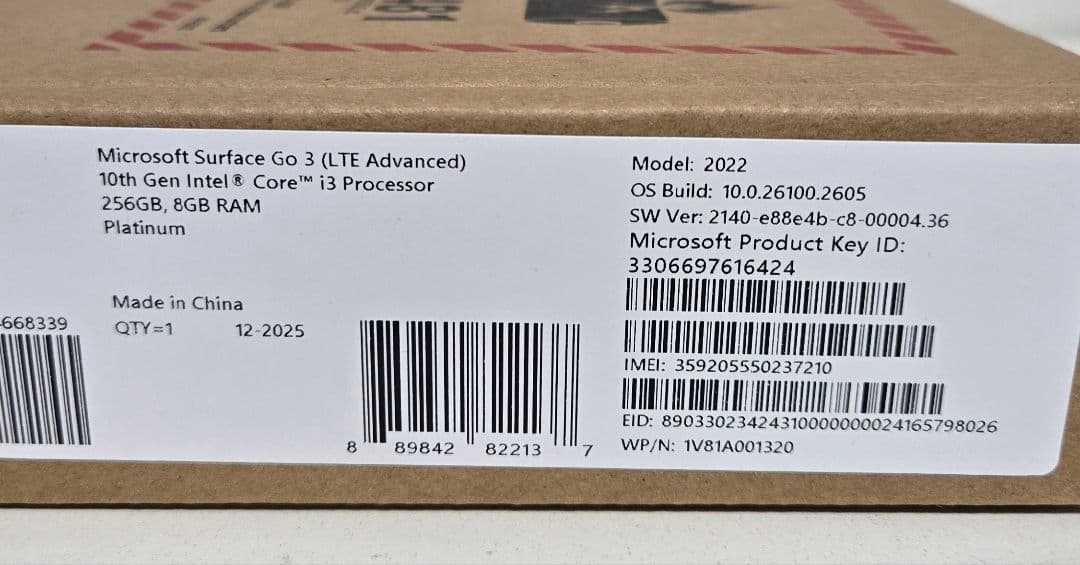 Microsoft Surface Go 3 (LTE Advanced)
10th Gen Intel® Core™ i3 Processor
256GB, 8GB RAM
Platinum
Made in China
QTY=1 12-2025
668339
8 89842 82213 7
Model: 2022
OS Build: 10.0.26100.2605
SW Ver: 2140-e88e4b-c8-00004.36
Microsoft Product Key ID:
3306697616424
IMEI: 359205550237210
EID: 89033023424310000000024165798026
WP/N: 1V81A001320